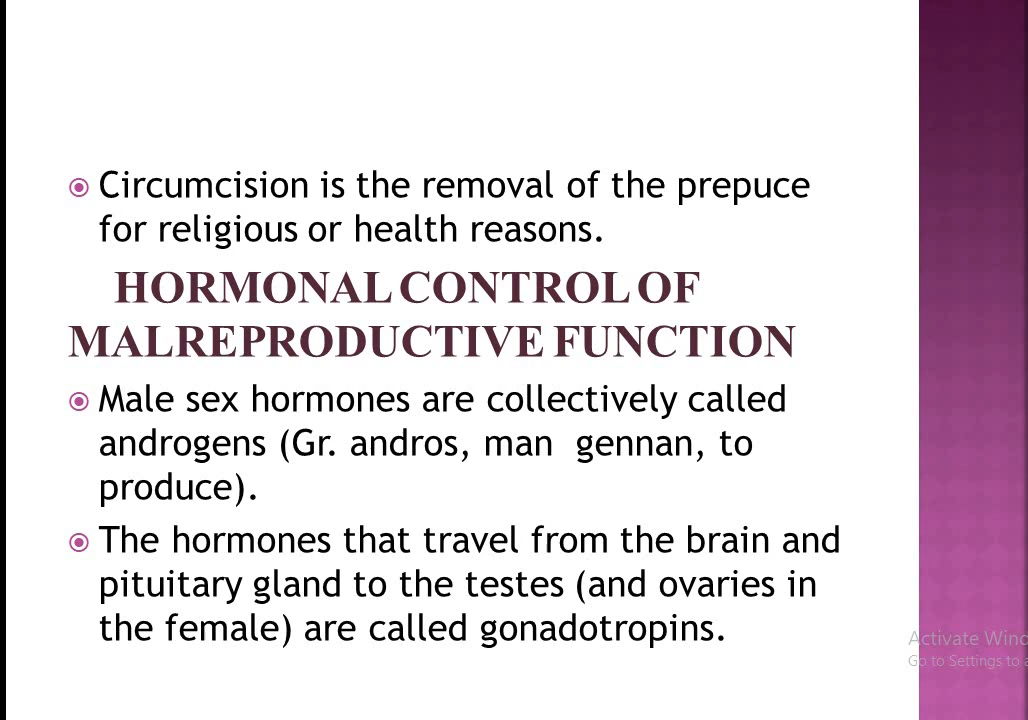 Circumcision is the removal of the prepuce
for religious or health reasons.
HORMONAL CONTROL OF
MALREPRODUCTIVE FUNCTION
Male sex hormones are collectively called
androgens (Gr. andros, man gennan, to
produce).
The hormones that travel from the brain and
pituitary gland to the testes (and ovaries in
the female) are called gonadotropins.
Activate Wind
Go to Settings to a